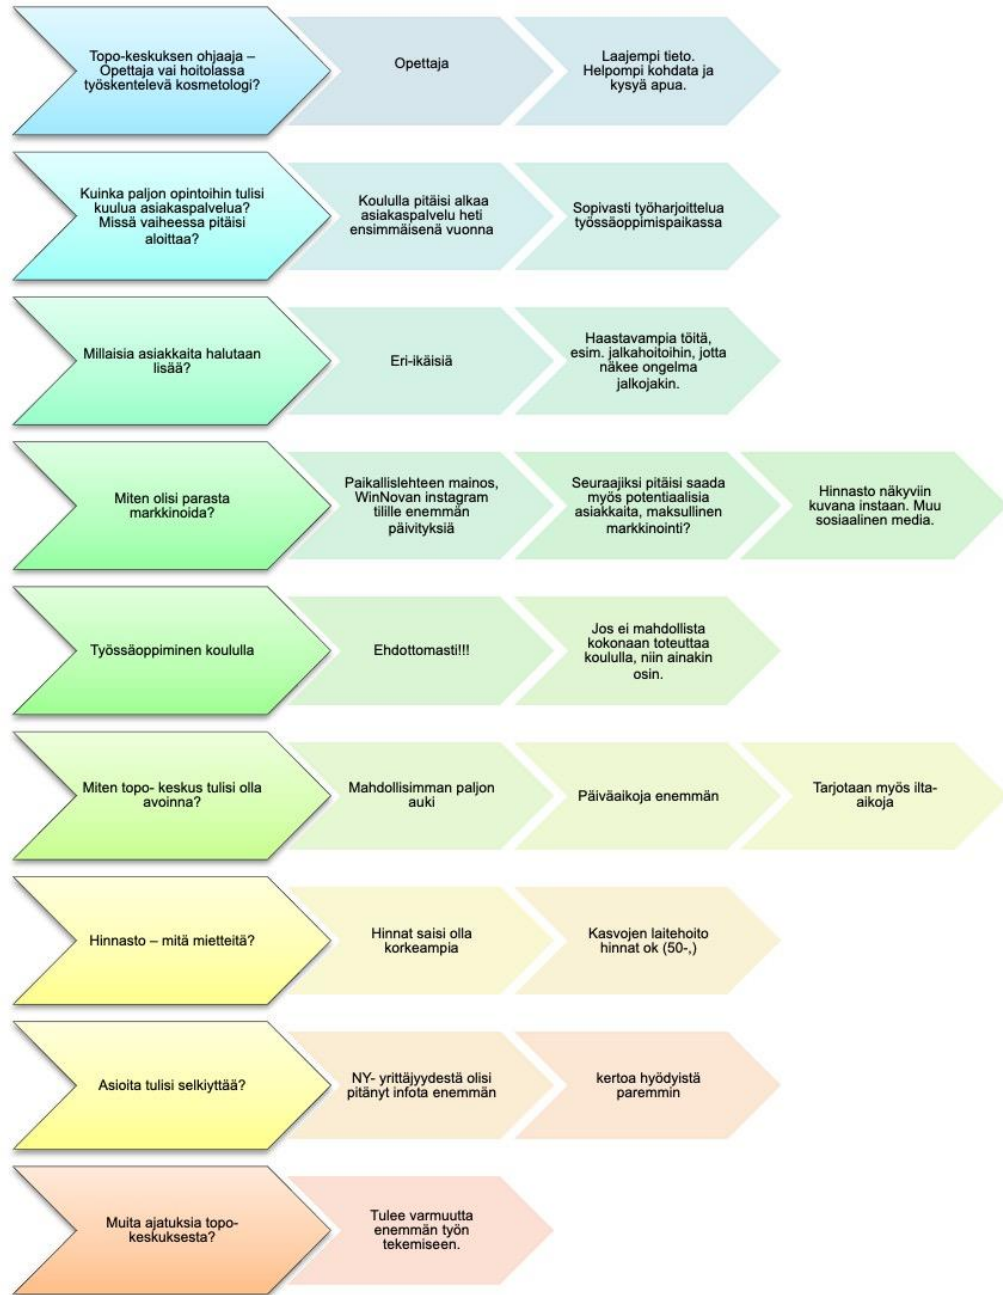 Topo-keskuksen ohjaaja –
Opettaja vai hoitolassa
työskentelevä kosmetologi?
Opettaja
Laajempi tieto.
Helpompi kohdata ja
kysyä apua.
Kuinka paljon opintoihin tulisi
kuulua asiakaspalvelua?
Missä vaiheessa pitäisi
aloittaa?
Koululla pitäisi alkaa
asiakaspalvelu heti
ensimmäisenä vuonna
Sopivasti työharjoittelua
työssäoppimispaikassa
Millaisia asiakkaita halutaan
lisää?
Eri-ikäisiä
Haastavampia töitä,
esim. jalkahoitoihin, jotta
näkee ongelma
jalkojakin.
Miten olisi parasta
markkinoida?
Paikallislehteen mainos,
WinNovan instagram
tilille enemmän
päivityksiä
Seuraajiksi pitäisi saada
myös potentiaalisia
asiakkaita, maksullinen
markkinointi?
Hinnasto näkyviin
kuvana instaan. Muu
sosiaalinen media.
Työssäoppiminen koululla
Ehdottomasti!!!
Jos ei mahdollista
kokonaan toteuttaa
koululla, niin ainakin
osin.
Miten topo- keskus tulisi olla
avoinna?
Mahdollisimman paljon
auki
Päiväaikoja enemmän
Tarjotaan myös ilta-
aikoja
Hinnasto – mitä mietteitä?
Hinnat saisi olla
korkeampia
Kasvojen laitehoito
hinnat ok (50-,)
Asioita tulisi selkiyttää?
NY- yrittäjyydestä olisi
pitänyt infota enemmän
kertoa hyödyistä
paremmin
Muita ajatuksia topo-
keskuksesta?
Tulee varmuutta
enemmän työn
tekemiseen.